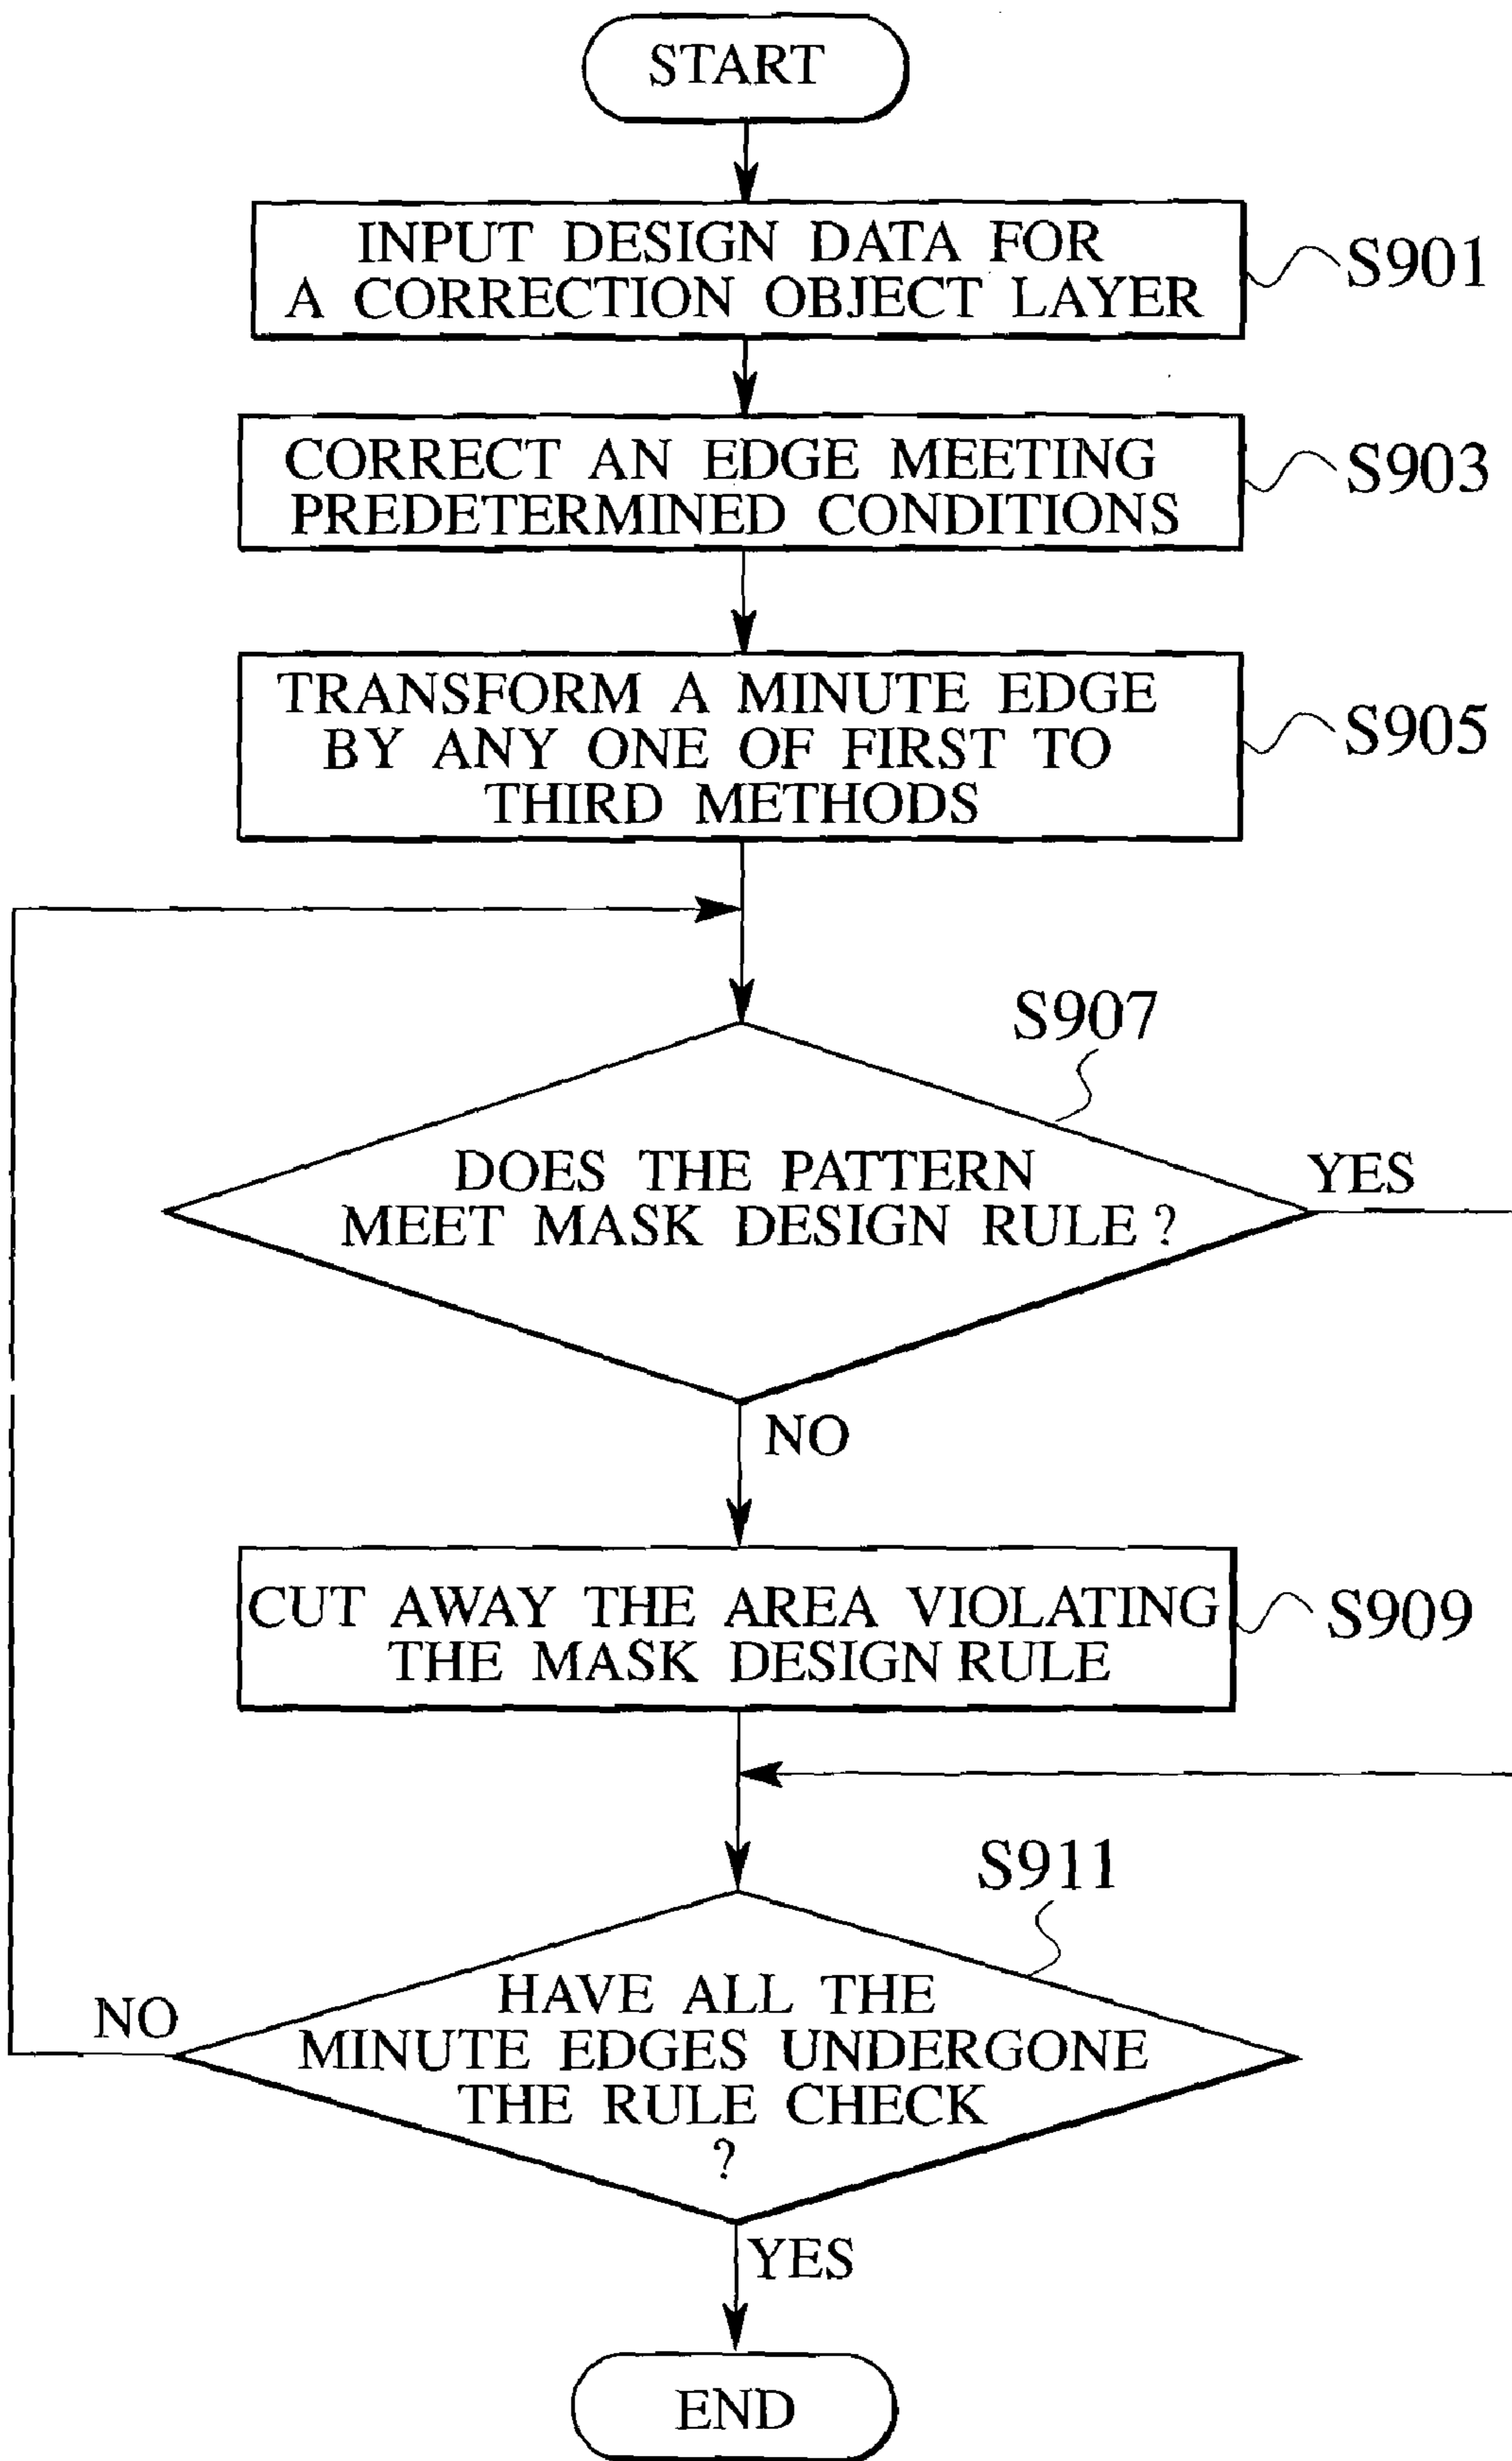 START
INPUT DESIGN DATA FOR
A CORRECTION OBJECT LAYER
S901
CORRECT AN EDGE MEETING
PREDETERMINED CONDITIONS
S903
TRANSFORM A MINUTE EDGE
BY ANY ONE OF FIRST TO
THIRD METHODS
S905
S907
DOES THE PATTERN
MEET MASK DESIGN RULE ?
YES
NO
CUT AWAY THE AREA VIOLATING
THE MASK DESIGN RULE
S909
S911
HAVE ALL THE
MINUTE EDGES UNDERGONE
THE RULE CHECK
?
NO
YES
END